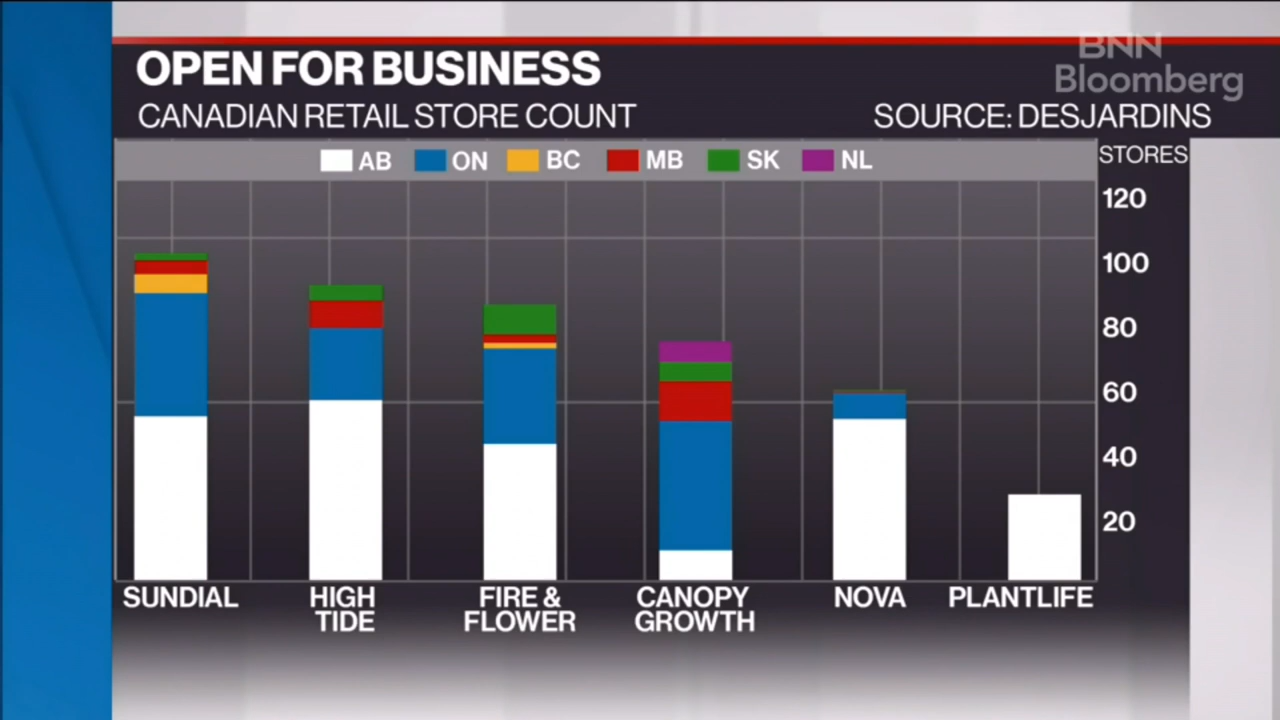 BNN
Bloomberg
OPEN FOR BUSINESS
CANADIAN RETAIL STORE COUNT
SOURCE: DESJARDINS
AB ON BC MB SK NL
STORES
120
100
80
60
40
20
SUNDIAL
HIGH
TIDE
FIRE &
FLOWER
CANOPY
GROWTH
NOVA
PLANTLIFE